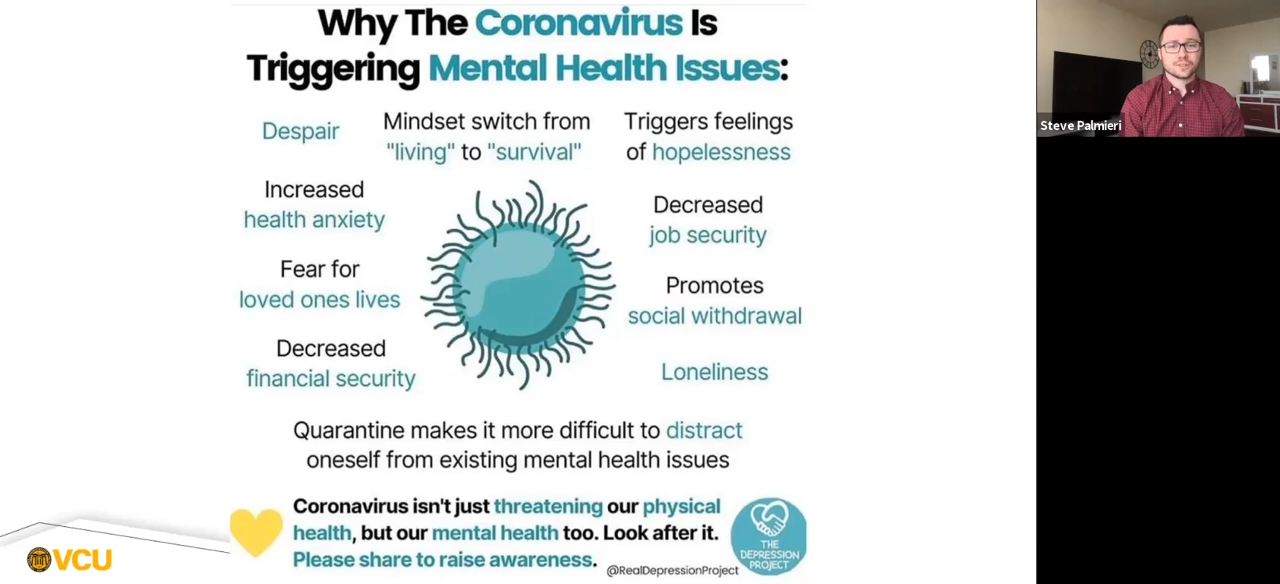 Why The Coronavirus Is
Triggering Mental Health Issues:
Despair
Mindset switch from
"living" to "survival"
Triggers feelings
of hopelessness
Increased
health anxiety
Decreased
job security
Fear for
loved ones lives
Promotes
social withdrawal
Decreased
financial security
Loneliness
Quarantine makes it more difficult to distract
oneself from existing mental health issues
Coronavirus isn't just threatening our physical
health, but our mental health too. Look after it.
Please share to raise awareness.
@RealDepressionProject
THE
DEPRESSION
PROJECT
VCU
Steve Palmieri